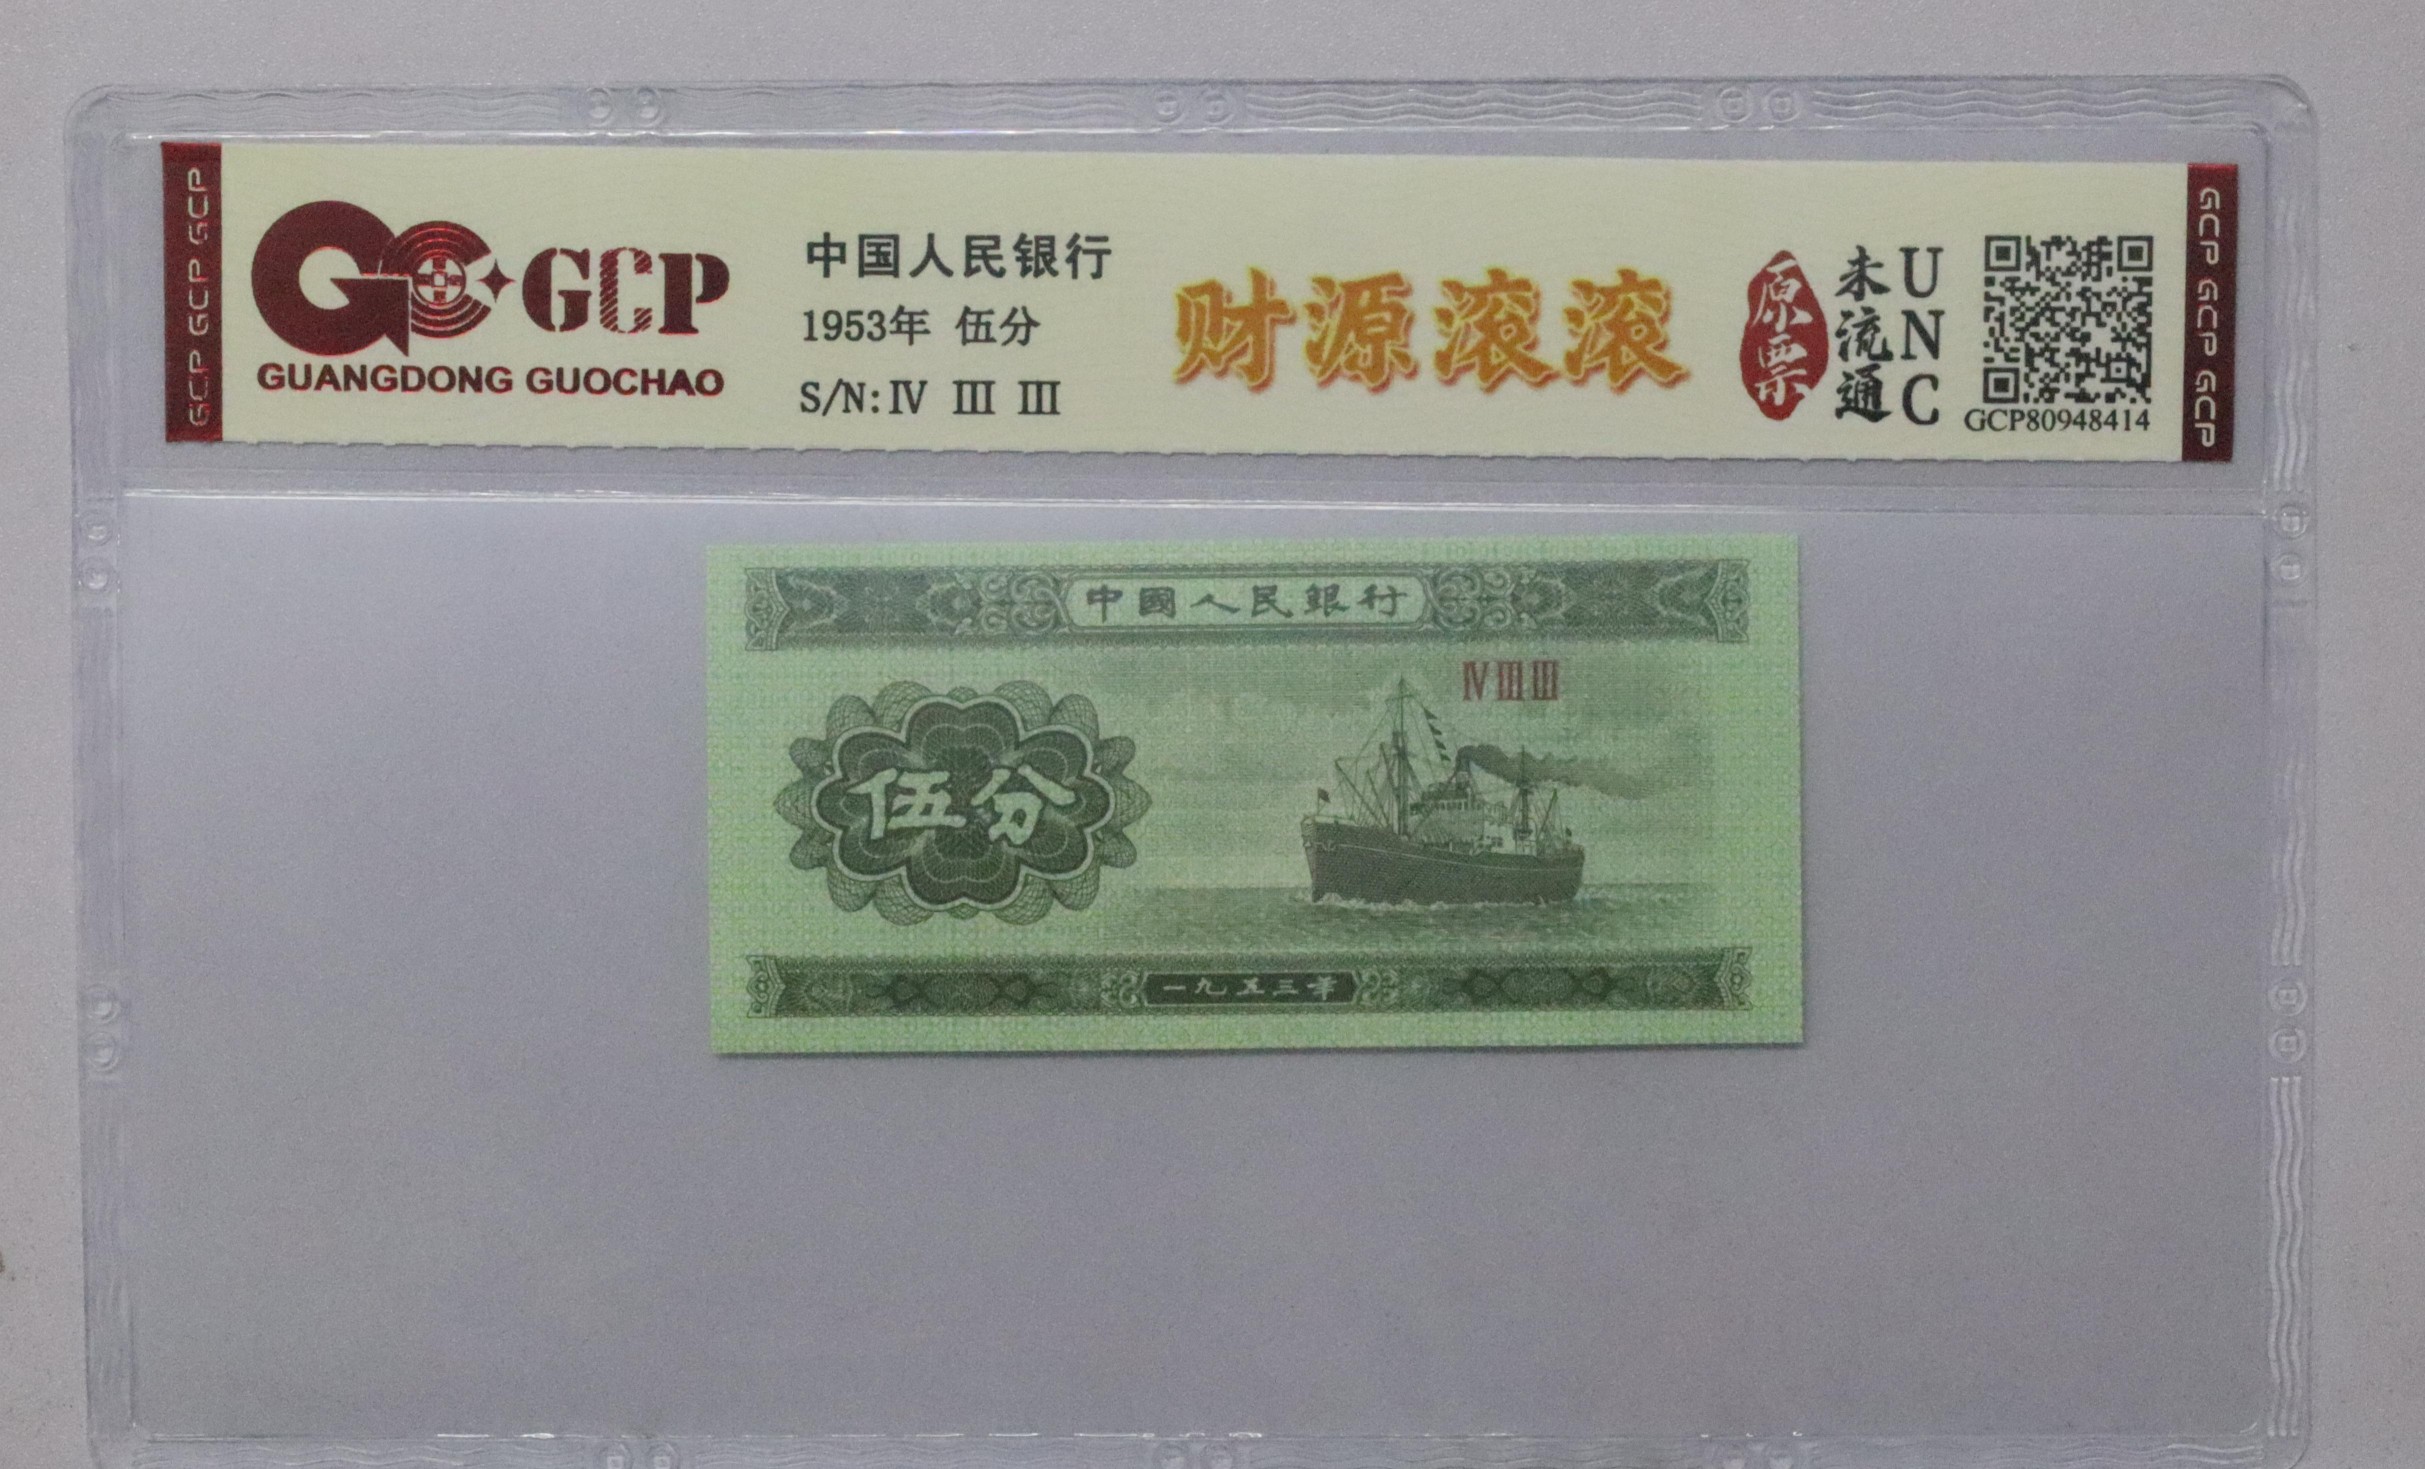 GCP GCP GCP
GCP
GUANGDONG GUOCHAO
中国人民银行
1953年 伍分
S/N: Ⅳ Ⅲ Ⅲ
财源滚滚
原票
未流通
UNC
GCP80948414
GCP GCP GCP
中國人民銀行
Ⅳ Ⅲ Ⅲ
伍分
一九五三年